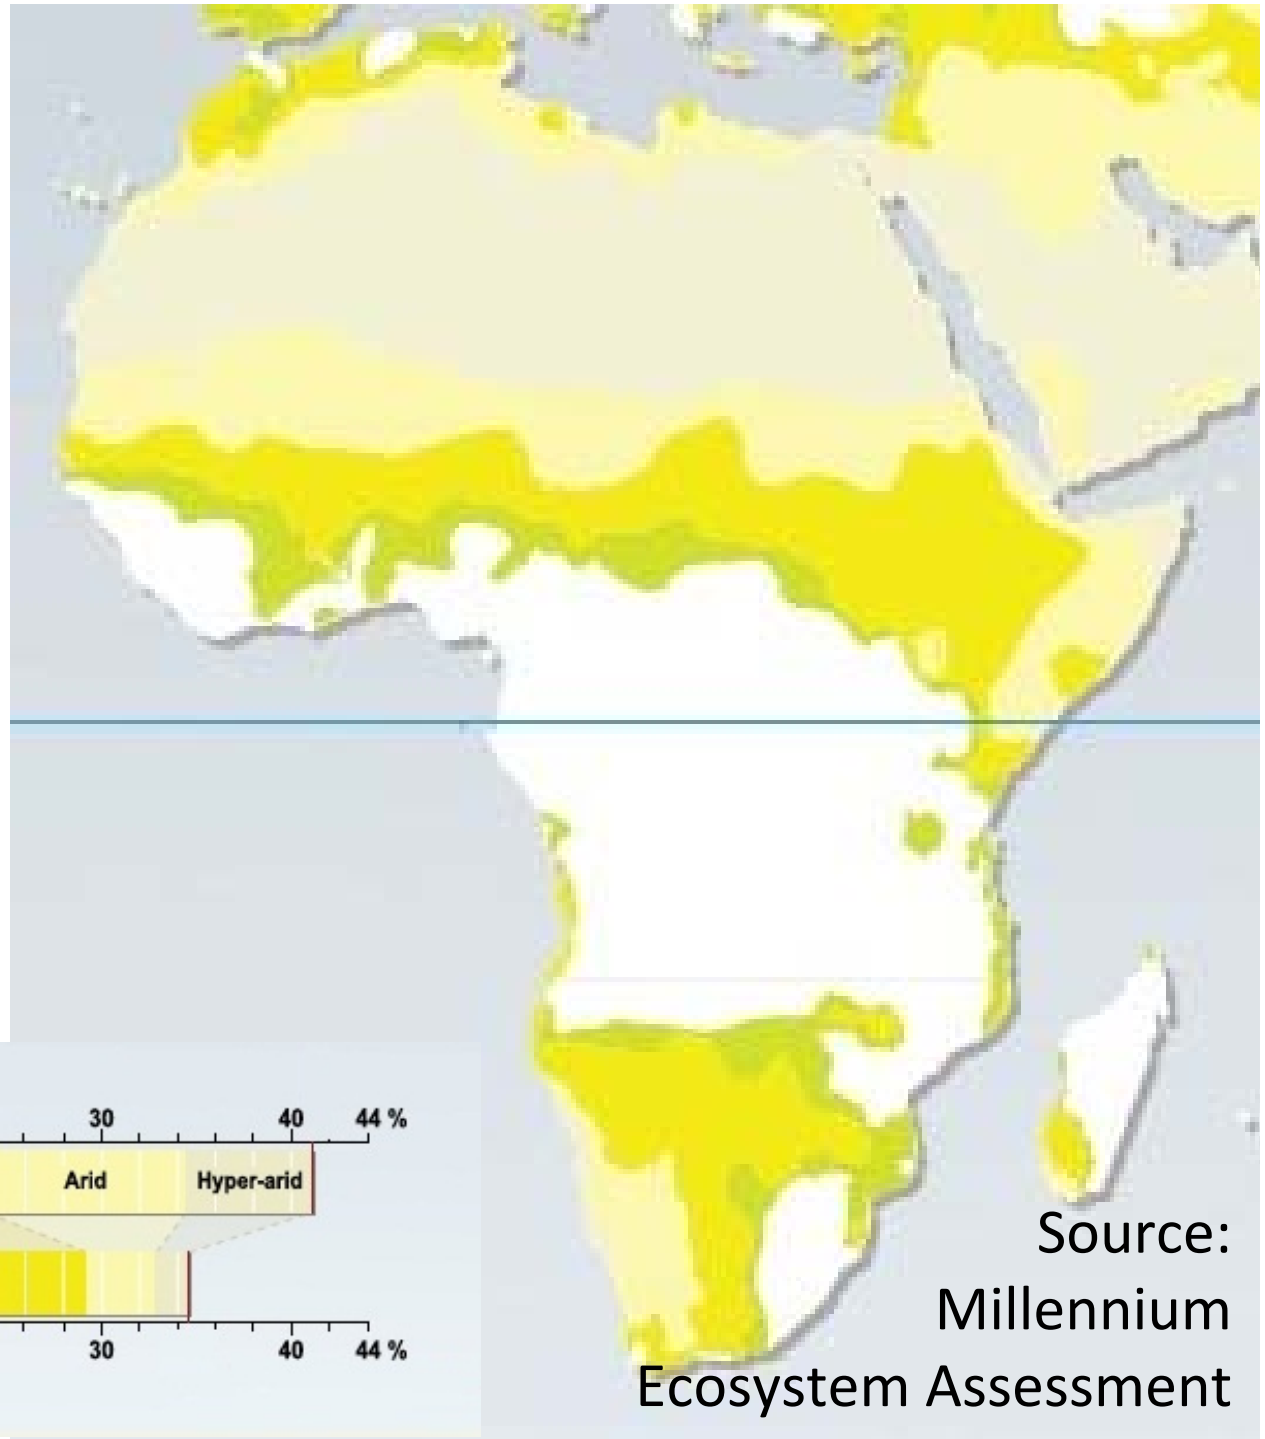 30 40 44 %
Arid Hyper-arid
30 40 44 %
Source:
Millennium
Ecosystem Assessment